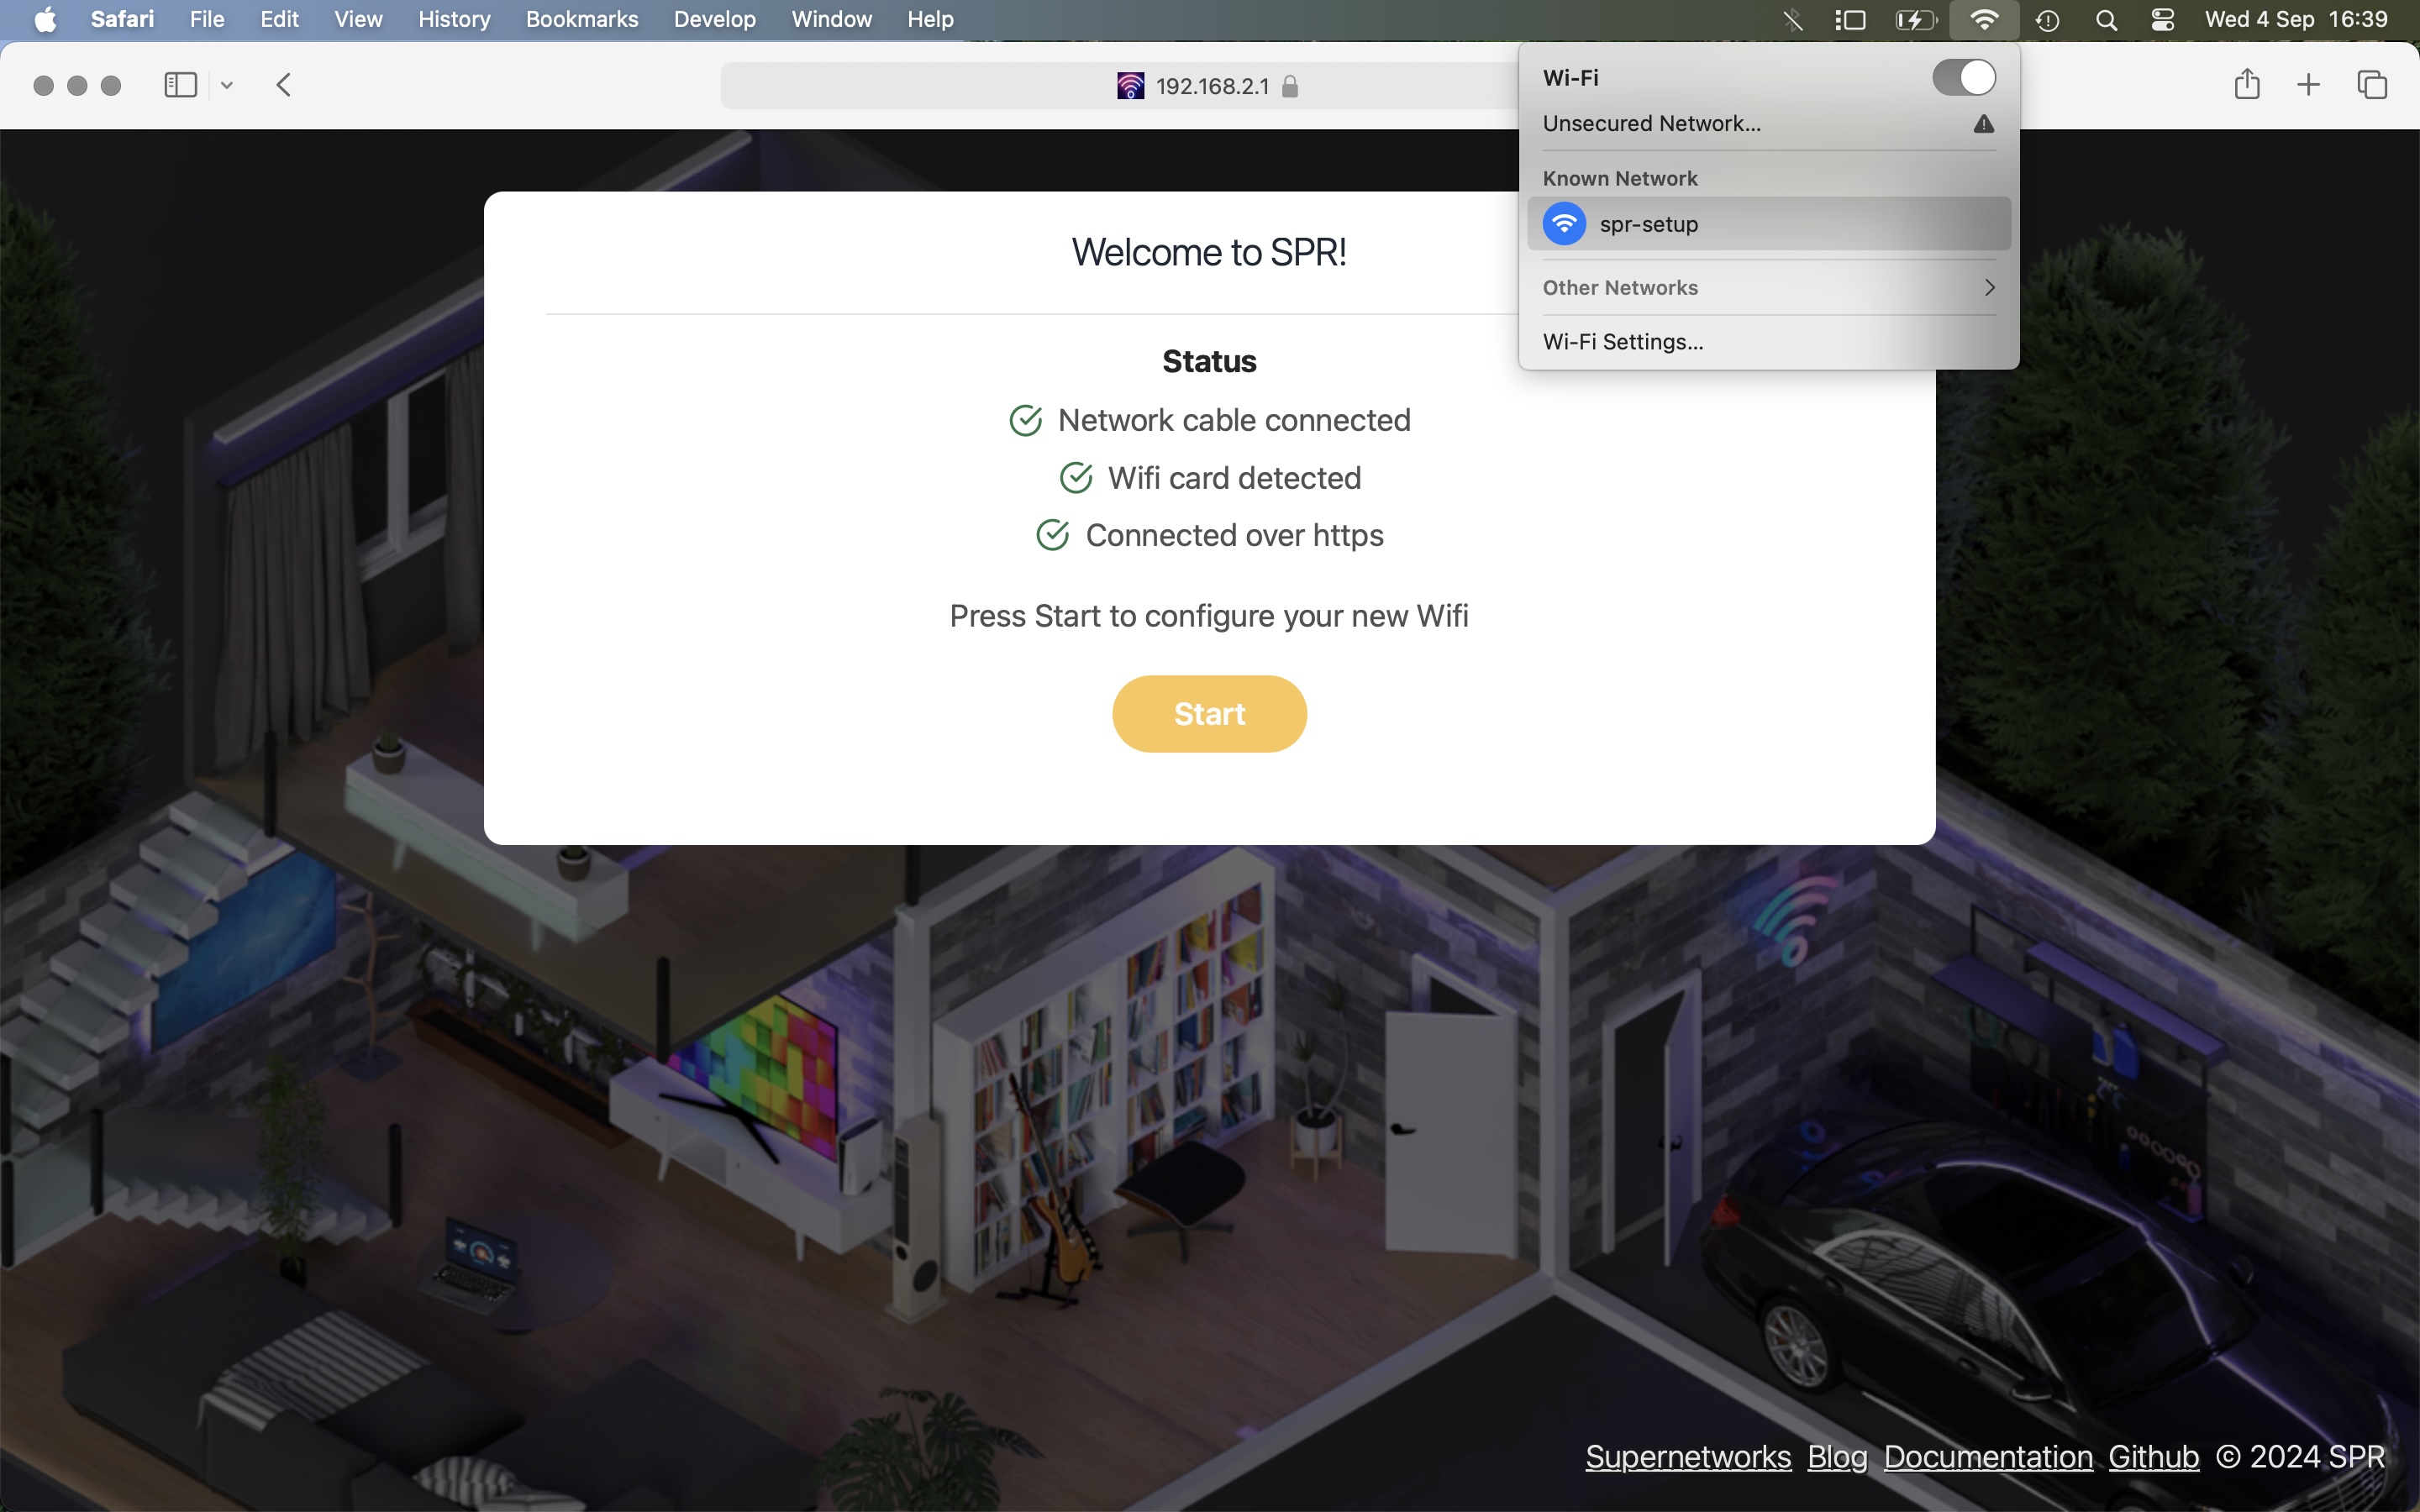 Safari File Edit View History Bookmarks Develop Window Help Wed 4 Sep 16:39
192.168.2.1
Wi-Fi
Unsecured Network...
Known Network
spr-setup
Other Networks
Wi-Fi Settings...
Welcome to SPR!
Status
Network cable connected
Wifi card detected
Connected over https
Press Start to configure your new Wifi
Start
Supernetworks Blog Documentation Github © 2024 SPR